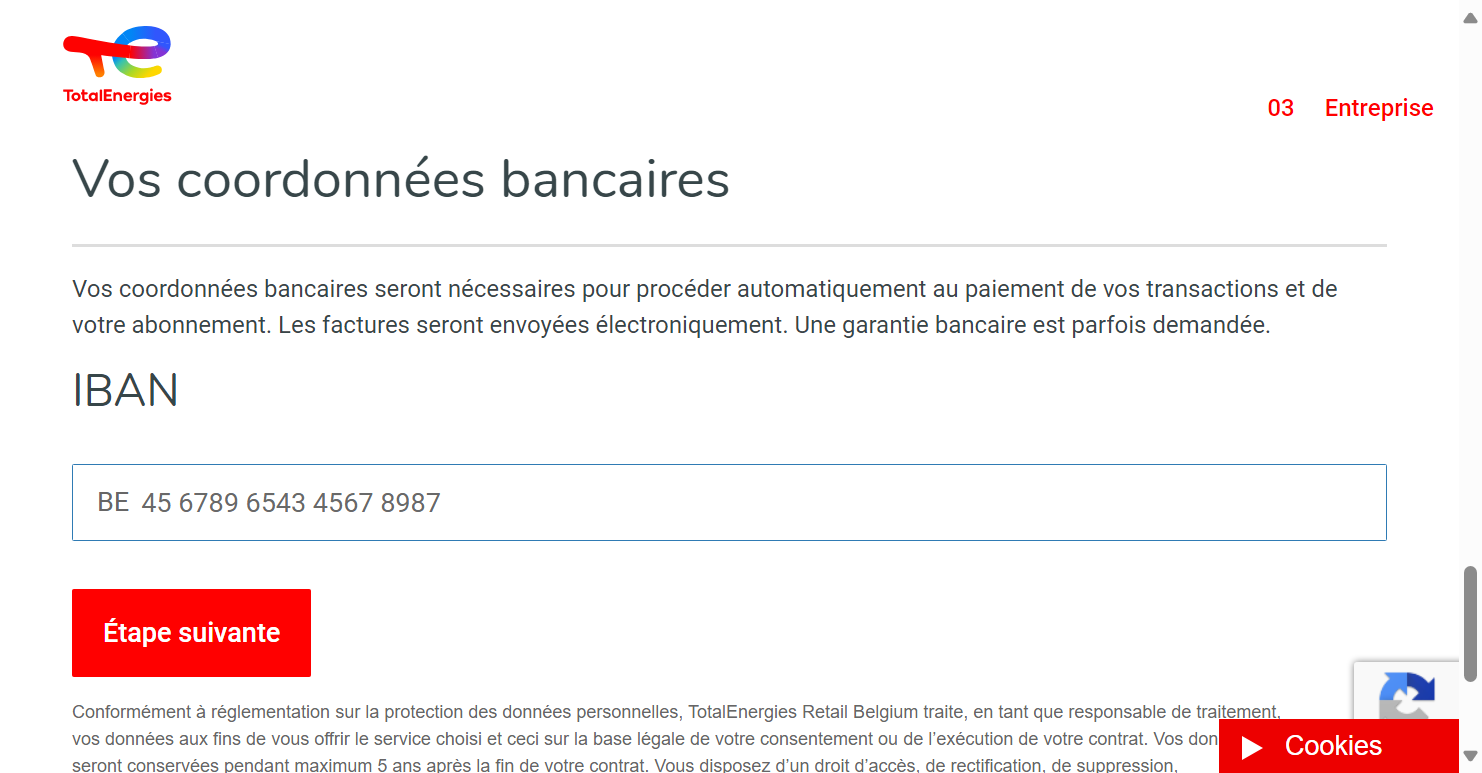 TotalEnergies
03 Entreprise
Vos coordonnées bancaires
Vos coordonnées bancaires seront nécessaires pour procéder automatiquement au paiement de vos transactions et de
votre abonnement. Les factures seront envoyées électroniquement. Une garantie bancaire est parfois demandée.
IBAN
BE 45 6789 6543 4567 8987
Étape suivante
Conformément à réglementation sur la protection des données personnelles, TotalEnergies Retail Belgium traite, en tant que responsable de traitement,
vos données aux fins de vous offrir le service choisi et ceci sur la base légale de votre consentement ou de l’exécution de votre contrat. Vos don
seront conservées pendant maximum 5 ans après la fin de votre contrat. Vous disposez d’un droit d’accès, de rectification, de suppression,
Cookies